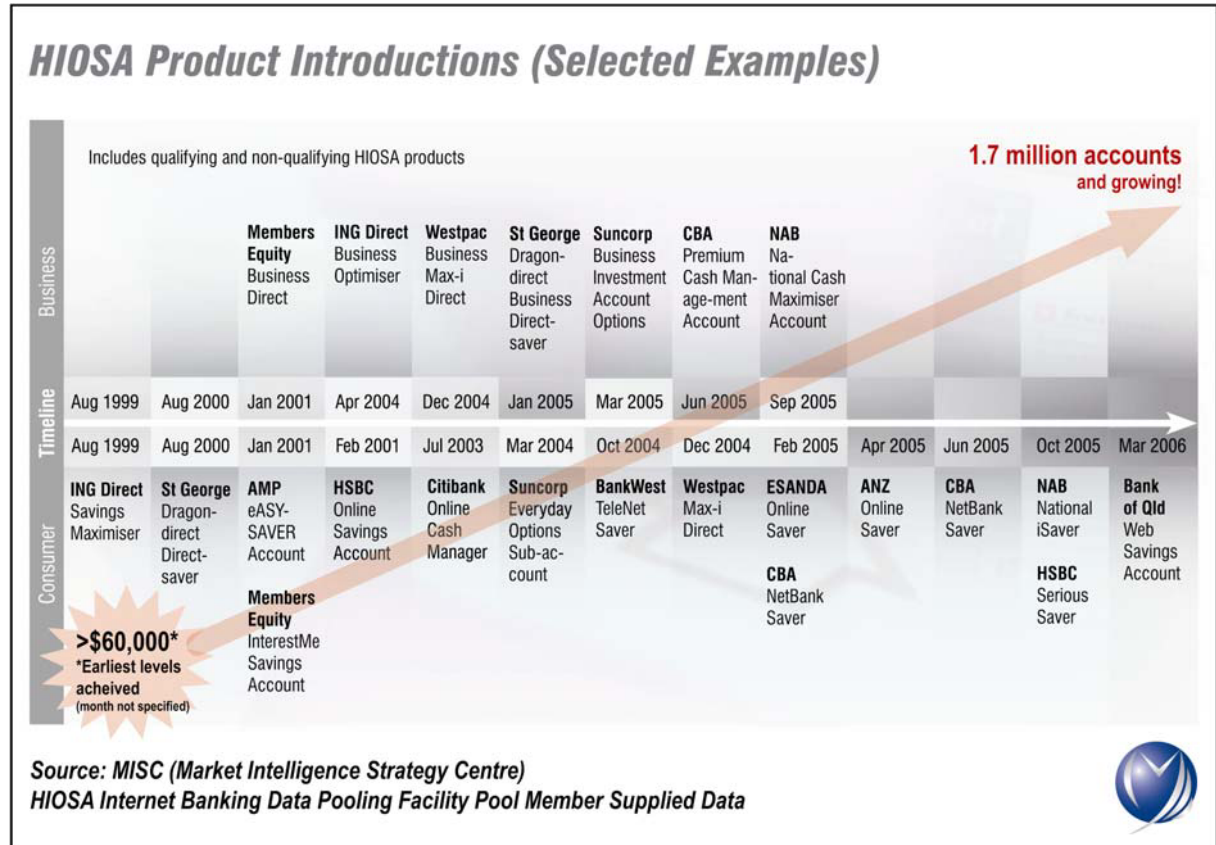 HIOSA Product Introductions (Selected Examples)
Includes qualifying and non-qualifying HIOSA products
1.7 million accounts
and growing!
Business
Members
Equity
Business
Direct
ING Direct
Business
Optimiser
Westpac
Business
Max-i
Direct
St George
Dragon-
direct
Business
Direct-
saver
Suncorp
Business
Investment
Account
Options
CBA
Premium
Cash Man-
age-ment
Account
NAB
Na-
tional Cash
Maximiser
Account
Timeline
Aug 1999 Aug 2000 Jan 2001 Apr 2004 Dec 2004 Jan 2005 Mar 2005 Jun 2005 Sep 2005
Aug 1999 Aug 2000 Jan 2001 Feb 2001 Jul 2003 Mar 2004 Oct 2004 Dec 2004 Feb 2005 Apr 2005 Jun 2005 Oct 2005 Mar 2006
Consumer
ING Direct
Savings
Maximiser
St George
Dragon-
direct
Direct-
saver
AMP
eASY-
SAVER
Account
Members
Equity
InterestMe
Savings
Account
HSBC
Online
Savings
Account
Citibank
Online
Cash
Manager
Suncorp
Everyday
Options
Sub-ac-
count
BankWest
TeleNet
Saver
Westpac
Max-i
Direct
ESANDA
Online
Saver
CBA
NetBank
Saver
ANZ
Online
Saver
CBA
NetBank
Saver
NAB
National
iSaver
HSBC
Serious
Saver
Bank
of Qld
Web
Savings
Account
>$60,000*
*Earliest levels
acheived
(month not specified)
Source: MISC (Market Intelligence Strategy Centre)
HIOSA Internet Banking Data Pooling Facility Pool Member Supplied Data